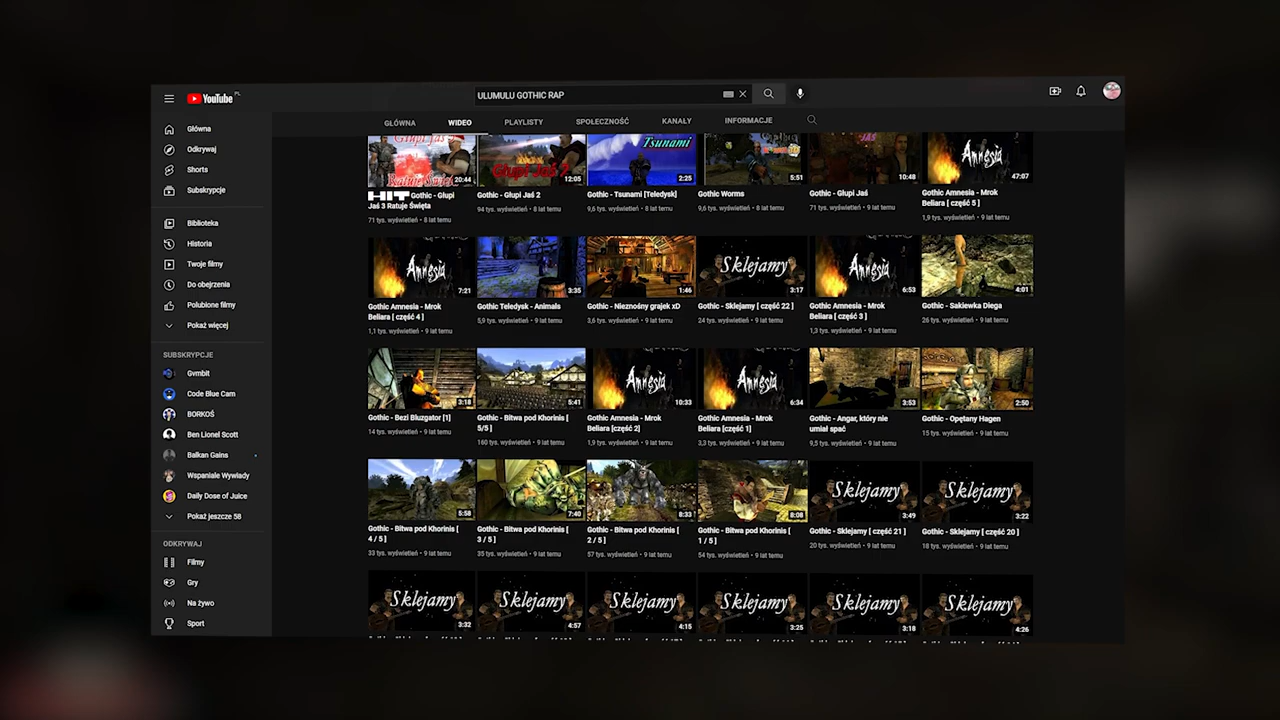 YouTube PL
ULUMULU GOTHIC RAP
GŁÓWNA
WIDEO
PLAYLISTY
SPOŁECZNOŚĆ
KANAŁY
INFORMACJE
Główna
Odkrywaj
Shorts
Subskrypcje
Biblioteka
Historia
Twoje filmy
Do obejrzenia
Polubione filmy
Pokaż więcej
SUBSKRYPCJE
Gvmbit
Code Blue Cam
BORKOŚ
Ben Lionel Scott
Balkan Gains
Wspaniałe Wywiady
Daily Dose of Juice
Pokaż jeszcze 58
ODKRYWAJ
Filmy
Gry
Na żywo
Sport
Głupi Jaś 3
Ratuje Święta
20:44
HIT Gothic - Głupi
Jaś 3 Ratuje Święta
71 tys. wyświetleń • 8 lat temu
Głupi Jaś 2
12:05
Gothic - Głupi Jaś 2
94 tys. wyświetleń • 8 lat temu
Tsunami
2:25
Gothic - Tsunami [Teledysk]
9,6 tys. wyświetleń • 8 lat temu
5:51
Gothic Worms
9,6 tys. wyświetleń • 8 lat temu
Jaś
10:48
Gothic - Głupi Jaś
71 tys. wyświetleń • 9 lat temu
Amnesia
47:07
Gothic Amnesia - Mrok
Beliara [ część 5 ]
1,9 tys. wyświetleń • 9 lat temu
Amnesia
7:21
Gothic Amnesia - Mrok
Beliara [ część 4 ]
1,1 tys. wyświetleń • 9 lat temu
3:35
Gothic Teledysk - Animals
5,9 tys. wyświetleń • 9 lat temu
1:46
Gothic - Nieznośny grajek xD
3,6 tys. wyświetleń • 9 lat temu
Sklejamy
3:17
Gothic - Sklejamy [ część 22 ]
24 tys. wyświetleń • 9 lat temu
Amnesia
6:53
Gothic Amnesia - Mrok
Beliara [ część 3 ]
1,3 tys. wyświetleń • 9 lat temu
4:01
Gothic - Sakiewka Diega
26 tys. wyświetleń • 9 lat temu
3:18
Gothic - Bezi Bluzgator [1]
14 tys. wyświetleń • 9 lat temu
5:41
Gothic - Bitwa pod Khorinis [
5/5 ]
160 tys. wyświetleń • 9 lat temu
Amnesia
10:33
Gothic Amnesia - Mrok
Beliara [część 2]
1,9 tys. wyświetleń • 9 lat temu
Amnesia
6:34
Gothic Amnesia - Mrok
Beliara [część 1]
3,3 tys. wyświetleń • 9 lat temu
3:53
Gothic - Angar, który nie
umiał spać
9,5 tys. wyświetleń • 9 lat temu
2:50
Gothic - Opętany Hagen
15 tys. wyświetleń • 9 lat temu
5:58
Gothic - Bitwa pod Khorinis [
4 / 5 ]
33 tys. wyświetleń • 9 lat temu
7:40
Gothic - Bitwa pod Khorinis [
3 / 5 ]
35 tys. wyświetleń • 9 lat temu
8:33
Gothic - Bitwa pod Khorinis [
2 / 5 ]
57 tys. wyświetleń • 9 lat temu
8:08
Gothic - Bitwa pod Khorinis [
1 / 5 ]
54 tys. wyświetleń • 9 lat temu
Sklejamy
3:49
Gothic - Sklejamy [ część 21 ]
20 tys. wyświetleń • 9 lat temu
Sklejamy
3:22
Gothic - Sklejamy [ część 20 ]
18 tys. wyświetleń • 9 lat temu
Sklejamy
3:32
Sklejamy
4:57
Sklejamy
4:15
Sklejamy
3:25
Sklejamy
3:18
Sklejamy
4:26